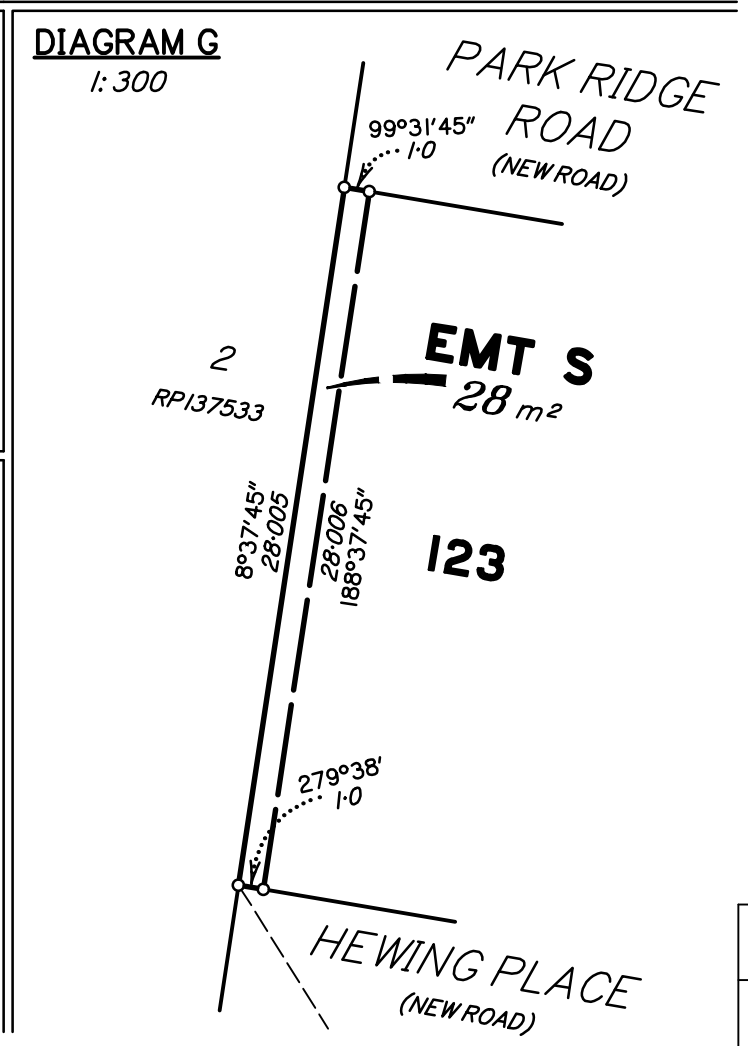 DIAGRAM G
1:300
PARK RIDGE
ROAD
(NEW ROAD)
99°31'45"
1·0
EMT S
28 m²
2
RP137533
8°37'45"
28·005
28·006
188°37'45"
123
279°38'
1·0
HEWING PLACE
(NEW ROAD)